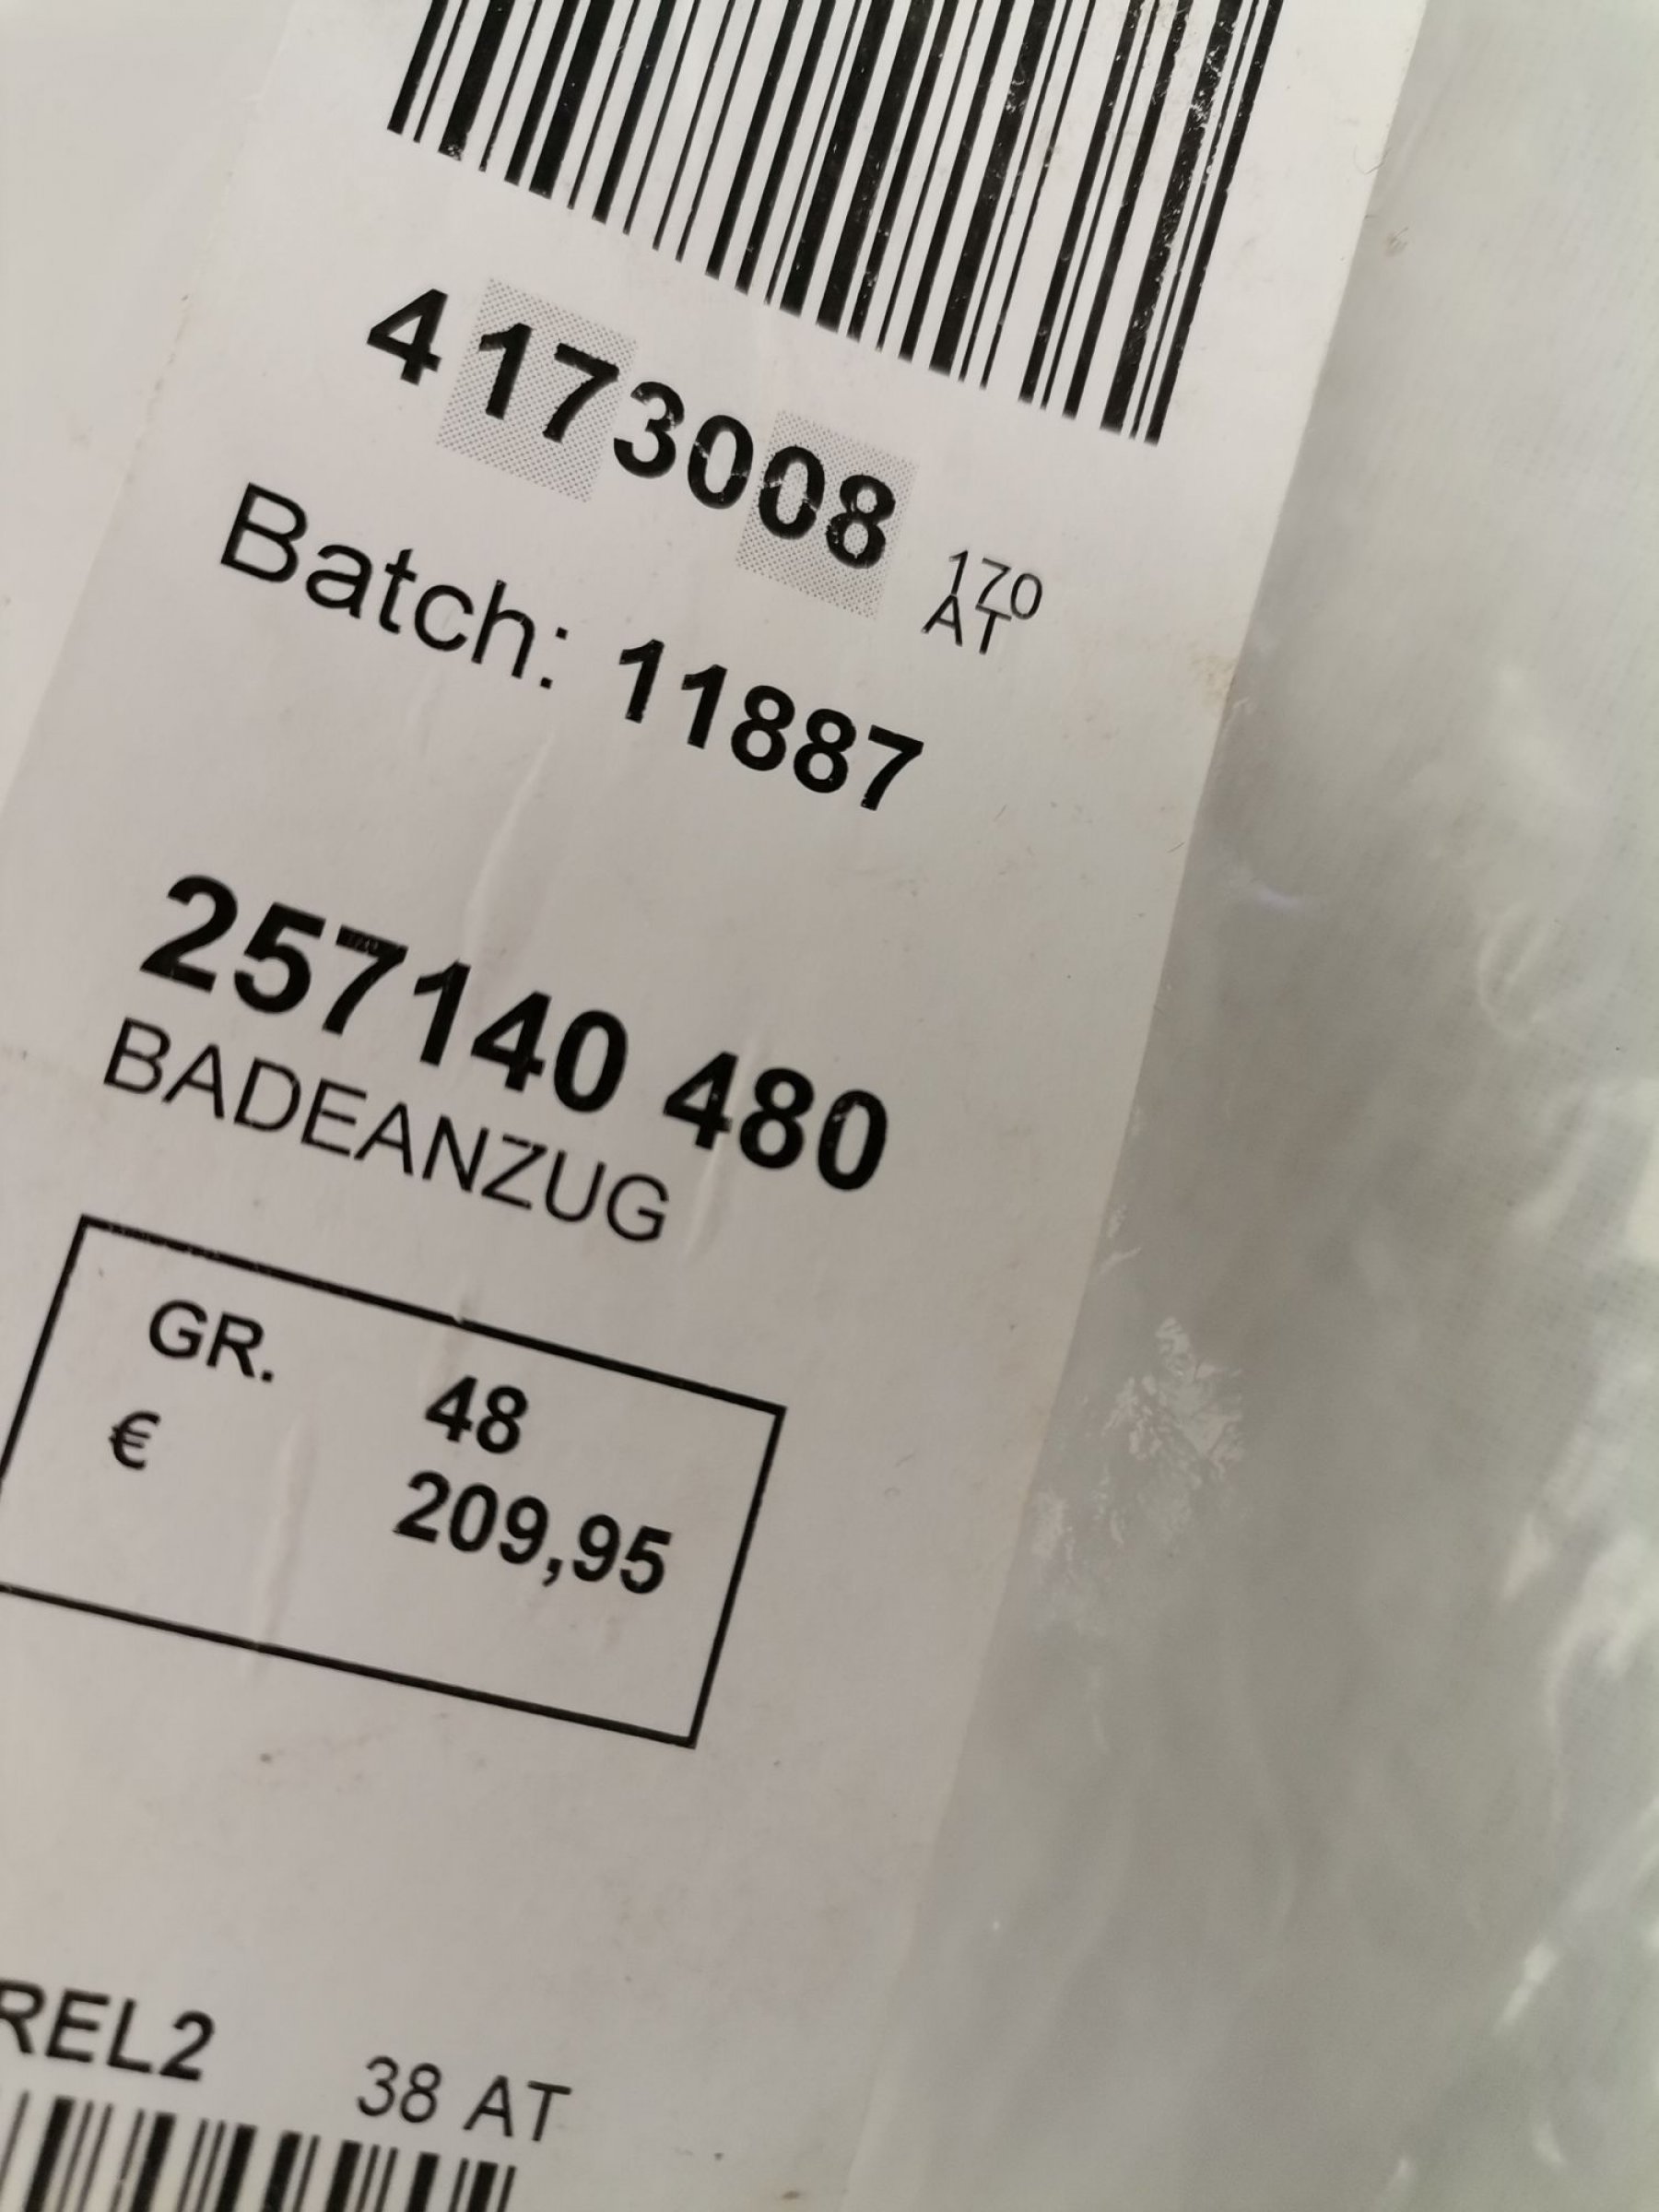 4173008 170
AT
Batch: 11887
257140 480
BADEANZUG
GR. 48
€ 209,95
REL2 38 AT